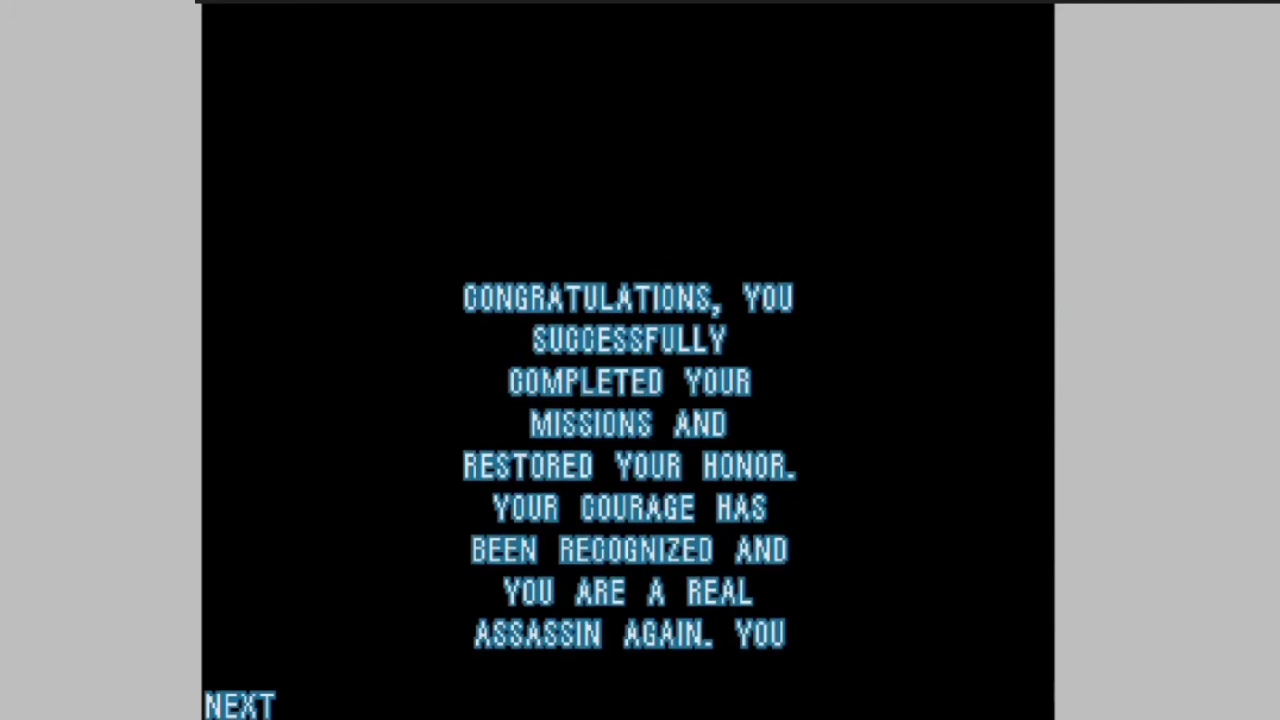 CONGRATULATIONS, YOU
SUCCESSFULLY
COMPLETED YOUR
MISSIONS AND
RESTORED YOUR HONOR.
YOUR COURAGE HAS
BEEN RECOGNIZED AND
YOU ARE A REAL
ASSASSIN AGAIN. YOU
NEXT